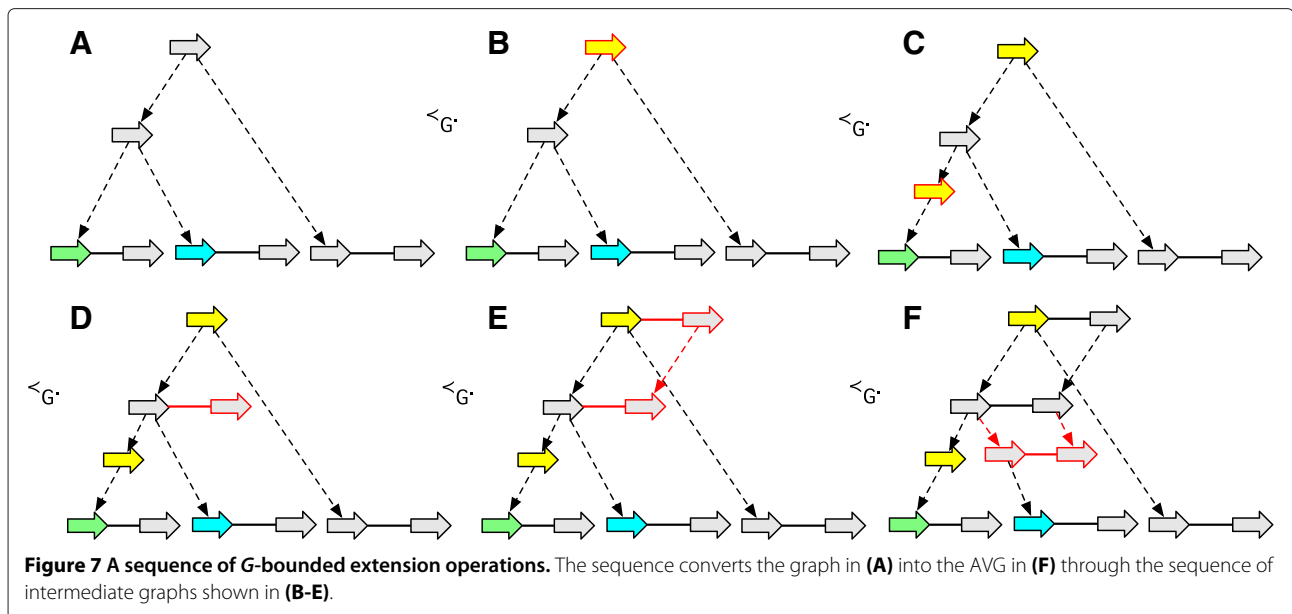 A
B
C
≺G·
≺G·
D
E
F
≺G·
≺G·
≺G·
Figure 7 A sequence of G-bounded extension operations. The sequence converts the graph in (A) into the AVG in (F) through the sequence of
intermediate graphs shown in (B-E).